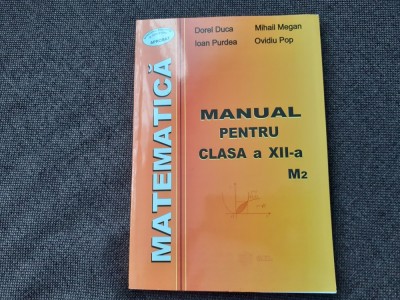 Dorel Duca Mihail Megan
Ioan Purdea Ovidiu Pop
MATEMATICĂ
MANUAL
PENTRU
CLASA a XII-a
M2